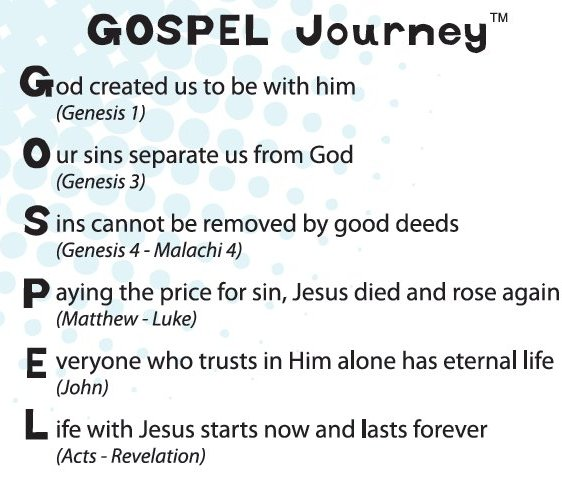 GOSPEL Journey™
God created us to be with him
(Genesis 1)
Our sins separate us from God
(Genesis 3)
Sins cannot be removed by good deeds
(Genesis 4 - Malachi 4)
Paying the price for sin, Jesus died and rose again
(Matthew - Luke)
Everyone who trusts in Him alone has eternal life
(John)
Life with Jesus starts now and lasts forever
(Acts - Revelation)